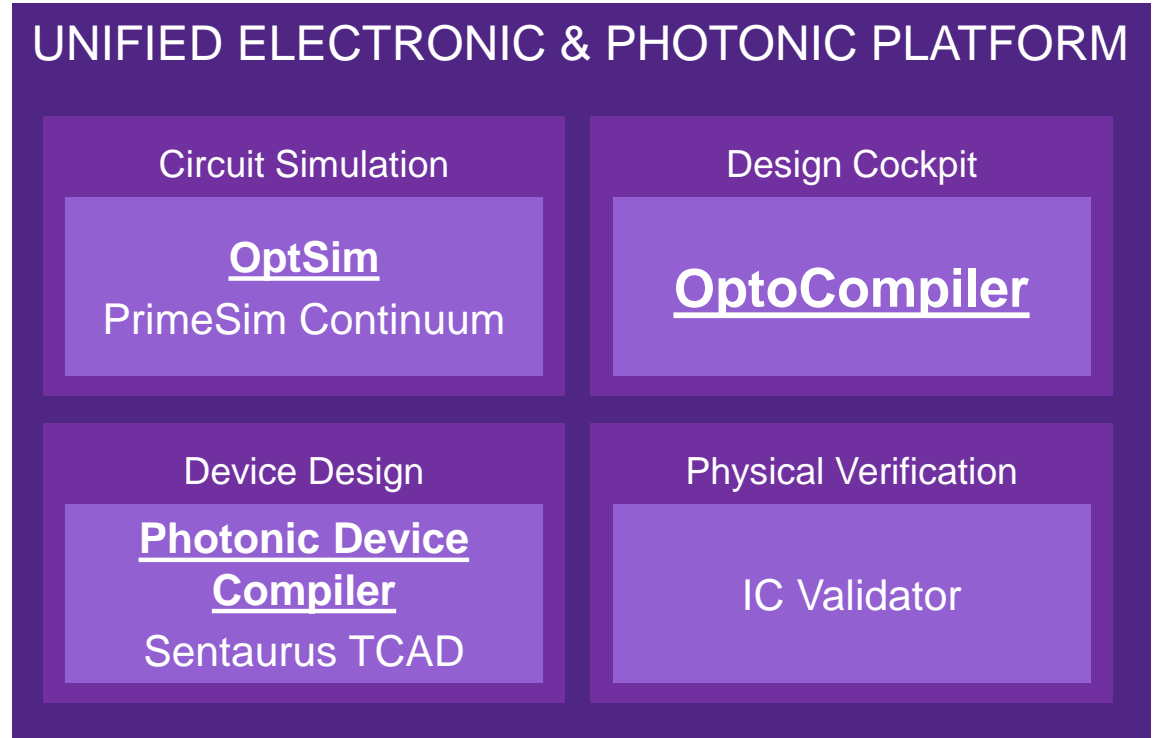 UNIFIED ELECTRONIC & PHOTONIC PLATFORM
Circuit Simulation
OptSim
PrimeSim Continuum
Design Cockpit
OptoCompiler
Device Design
Photonic Device
Compiler
Sentaurus TCAD
Physical Verification
IC Validator